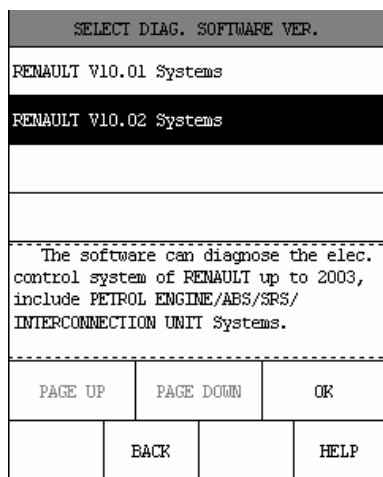 SELECT DIAG. SOFTWARE VER.
RENAULT V10.01 Systems
RENAULT V10.02 Systems
The software can diagnose the elec.
control system of RENAULT up to 2003,
include PETROL ENGINE/ABS/SRS/
INTERCONNECTION UNIT Systems.
PAGE UP PAGE DOWN OK
BACK HELP